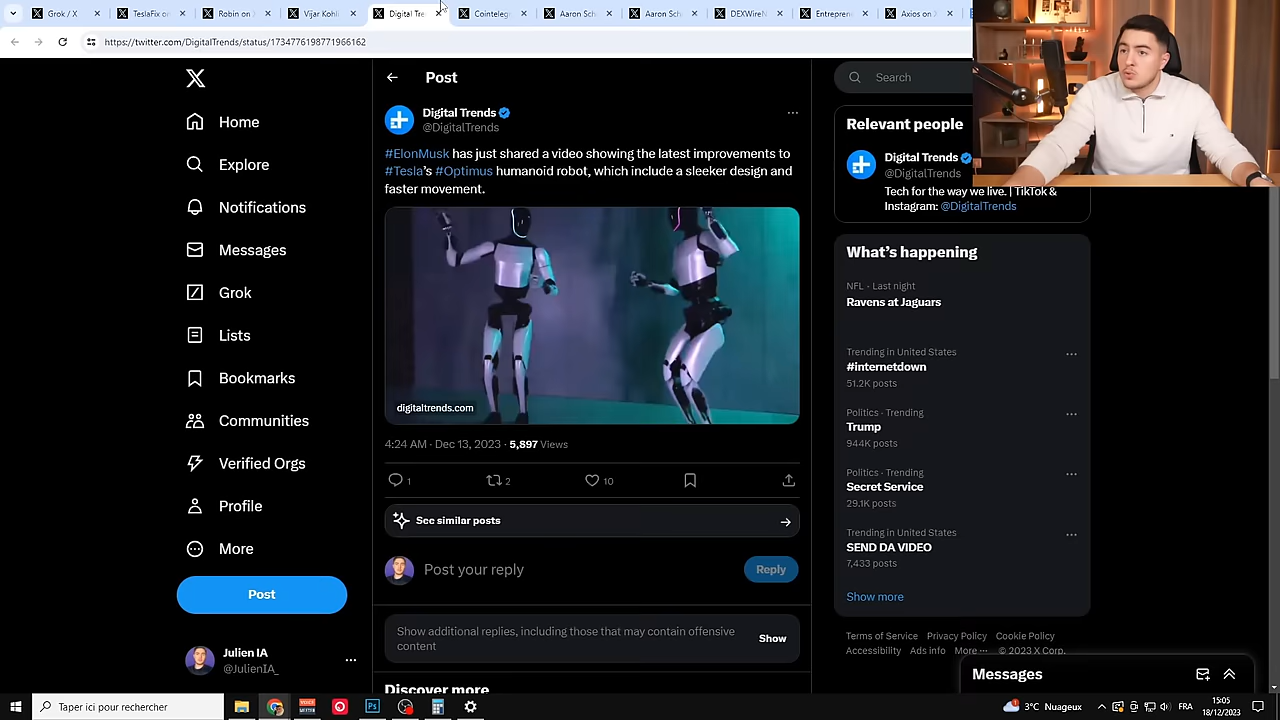 Grok / X
TeslaFix on
Robin on
Vijar Kohli
Digital Tre
Cointeleg
Aaron Sch
Aaron Sch
DEXWireN
Entrepren
Axios on X
https://twitter.com/DigitalTrends/status/1734776198771966162
Home
Explore
Notifications
Messages
Grok
Lists
Bookmarks
Communities
Verified Orgs
Profile
More
Post
Julien IA
@JulienIA_
Post
Digital Trends
@DigitalTrends
#ElonMusk has just shared a video showing the latest improvements to
#Tesla's #Optimus humanoid robot, which include a sleeker design and
faster movement.
digitaltrends.com
4:24 AM · Dec 13, 2023 · 5,897 Views
1
2
10
See similar posts
Post your reply
Reply
Show additional replies, including those that may contain offensive
content
Show
Discover more
Search
Relevant people
Digital Trends
@DigitalTrends
Tech for the way we live. | TikTok &
Instagram: @DigitalTrends
What's happening
NFL · Last night
Ravens at Jaguars
Trending in United States
#internetdown
51.2K posts
Politics · Trending
Trump
944K posts
Politics · Trending
Secret Service
29.1K posts
Trending in United States
SEND DA VIDEO
7,433 posts
Show more
Terms of Service Privacy Policy Cookie Policy
Accessibility Ads info More ··· © 2023 X Corp.
Messages
Taper ici pour rechercher
3°C Nuageux
FRA
15:05
18/12/2023